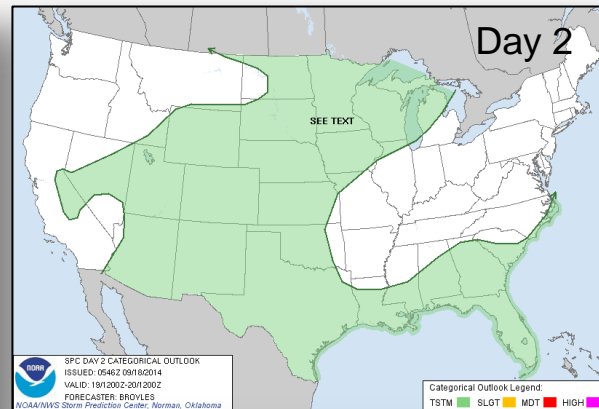 Day 2
SEE TEXT
NOAA
SPC DAY 2 CATEGORICAL OUTLOOK
ISSUED: 0546Z 09/18/2014
VALID: 19/1200Z-20/1200Z
FORECASTER: BROYLES
NOAA/NWS Storm Prediction Center, Norman, Oklahoma
Categorical Outlook Legend:
TSTM SLGT MDT HIGH